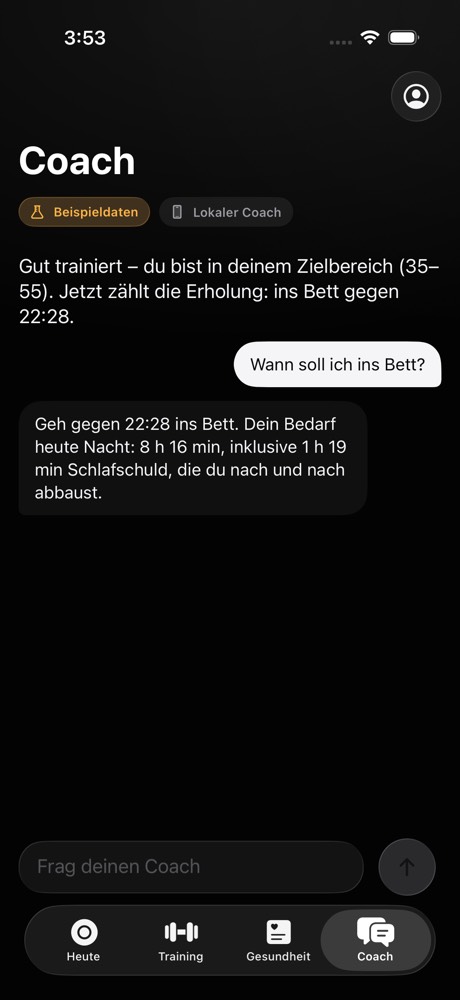 3:53
Coach
Beispieldaten
Lokaler Coach
Gut trainiert – du bist in deinem Zielbereich (35–
55). Jetzt zählt die Erholung: ins Bett gegen
22:28.
Wann soll ich ins Bett?
Geh gegen 22:28 ins Bett. Dein Bedarf
heute Nacht: 8 h 16 min, inklusive 1 h 19
min Schlafschuld, die du nach und nach
abbaust.
Frag deinen Coach
Heute
Training
Gesundheit
Coach